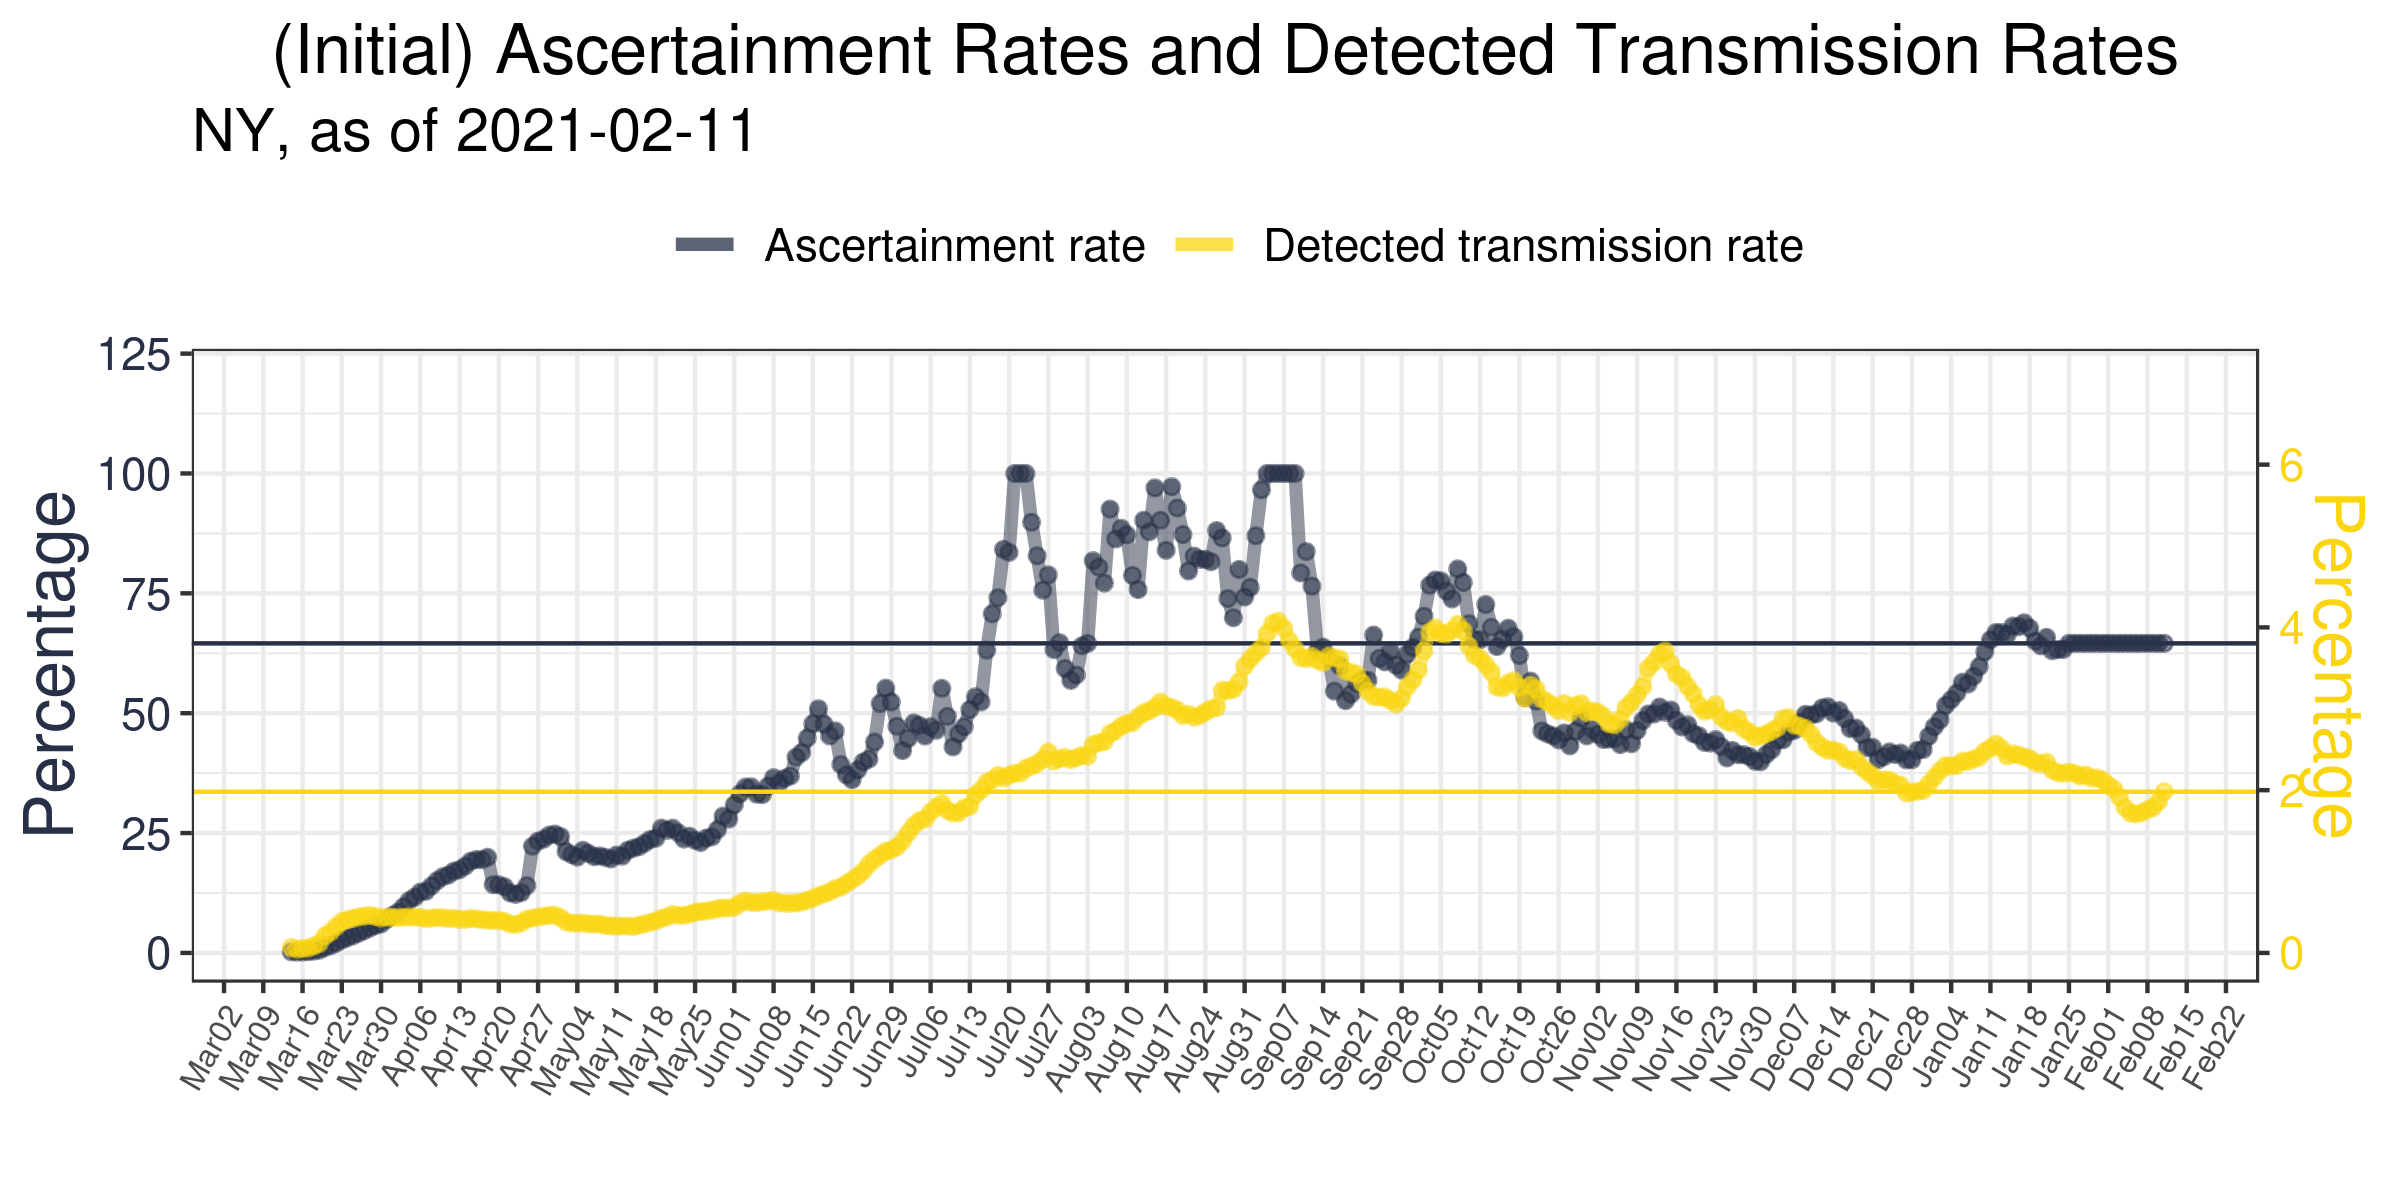 (Initial) Ascertainment Rates and Detected Transmission Rates
NY, as of 2021-02-11
Ascertainment rate
Detected transmission rate
125
100
75
50
25
0
Percentage
6
4
2
0
Percentage
Mar02
Mar09
Mar16
Mar23
Mar30
Apr06
Apr13
Apr20
Apr27
May04
May11
May18
May25
Jun01
Jun08
Jun15
Jun22
Jun29
Jul06
Jul13
Jul20
Jul27
Aug03
Aug10
Aug17
Aug24
Aug31
Sep07
Sep14
Sep21
Sep28
Oct05
Oct12
Oct19
Oct26
Nov02
Nov09
Nov16
Nov23
Nov30
Dec07
Dec14
Dec21
Dec28
Jan04
Jan11
Jan18
Jan25
Feb01
Feb08
Feb15
Feb22